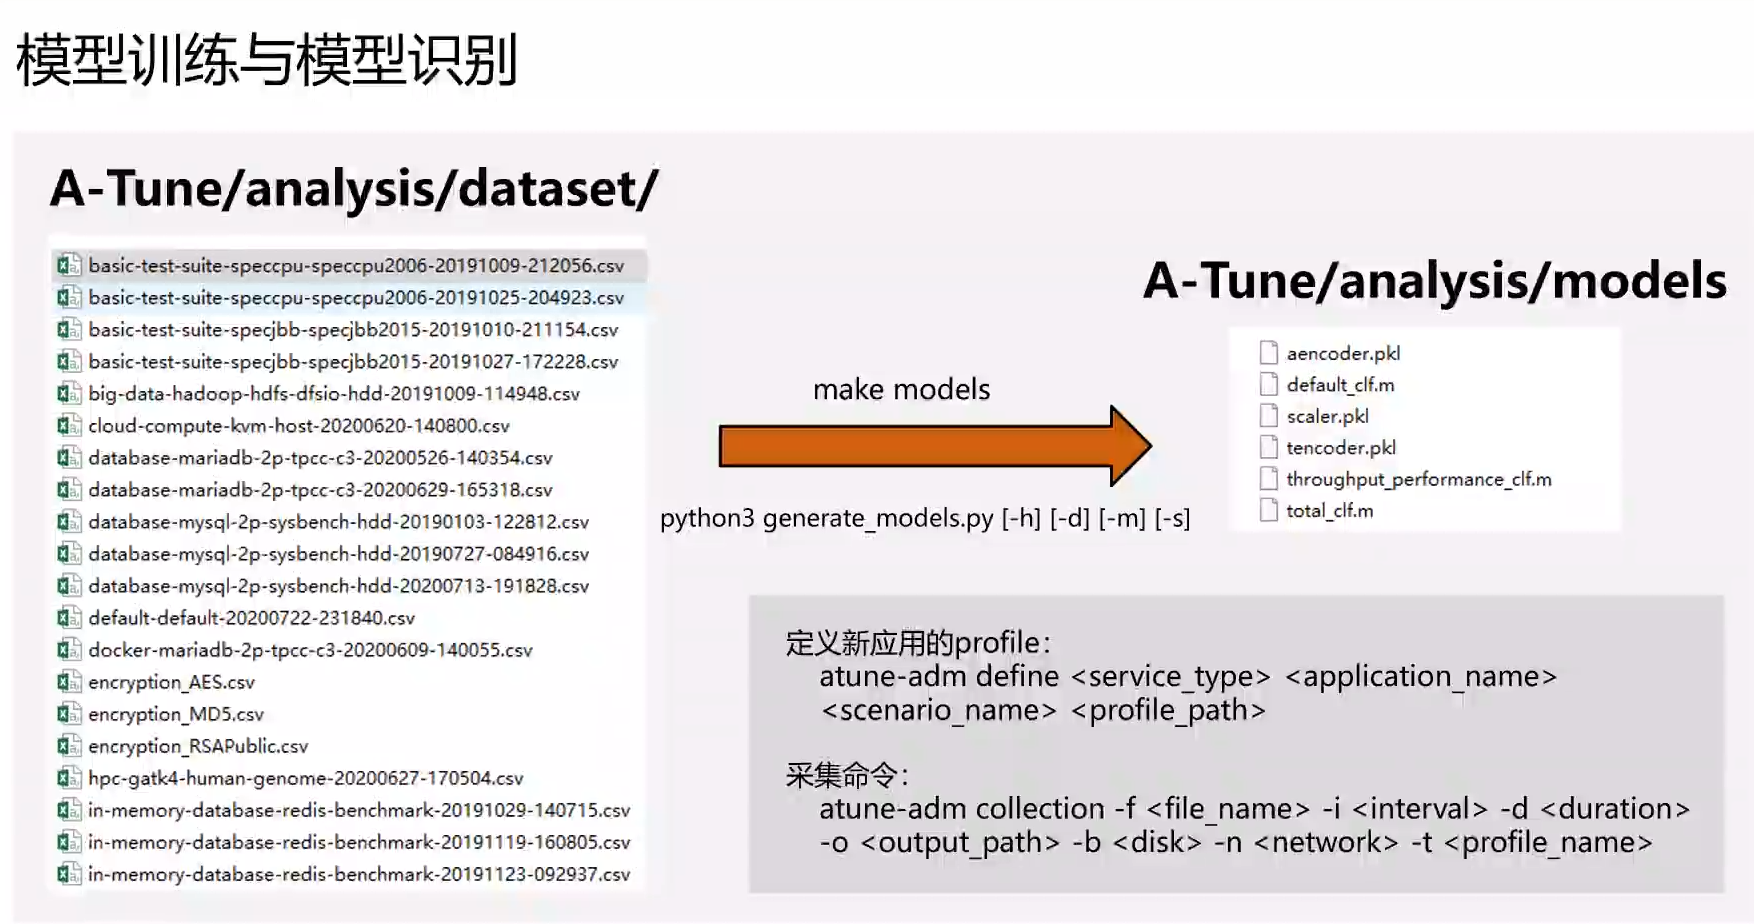 模型训练与模型识别
A-Tune/analysis/dataset/
basic-test-suite-speccpu-speccpu2006-20191009-212056.csv
basic-test-suite-speccpu-speccpu2006-20191025-204923.csv
basic-test-suite-specjbb-specjbb2015-20191010-211154.csv
basic-test-suite-specjbb-specjbb2015-20191027-172228.csv
big-data-hadoop-hdfs-dfsio-hdd-20191009-114948.csv
cloud-compute-kvm-host-20200620-140800.csv
database-mariadb-2p-tpcc-c3-20200526-140354.csv
database-mariadb-2p-tpcc-c3-20200629-165318.csv
database-mysql-2p-sysbench-hdd-20190103-122812.csv
database-mysql-2p-sysbench-hdd-20190727-084916.csv
database-mysql-2p-sysbench-hdd-20200713-191828.csv
default-default-20200722-231840.csv
docker-mariadb-2p-tpcc-c3-20200609-140055.csv
encryption_AES.csv
encryption_MD5.csv
encryption_RSAPublic.csv
hpc-gatk4-human-genome-20200627-170504.csv
in-memory-database-redis-benchmark-20191029-140715.csv
in-memory-database-redis-benchmark-20191119-160805.csv
in-memory-database-redis-benchmark-20191123-092937.csv
make models
python3 generate_models.py [-h] [-d] [-m] [-s]
A-Tune/analysis/models
aencoder.pkl
default_clf.m
scaler.pkl
tencoder.pkl
throughput_performance_clf.m
total_clf.m
定义新应用的profile：
atune-adm define <service_type> <application_name>
<scenario_name> <profile_path>
采集命令：
atune-adm collection -f <file_name> -i <interval> -d <duration>
-o <output_path> -b <disk> -n <network> -t <profile_name>